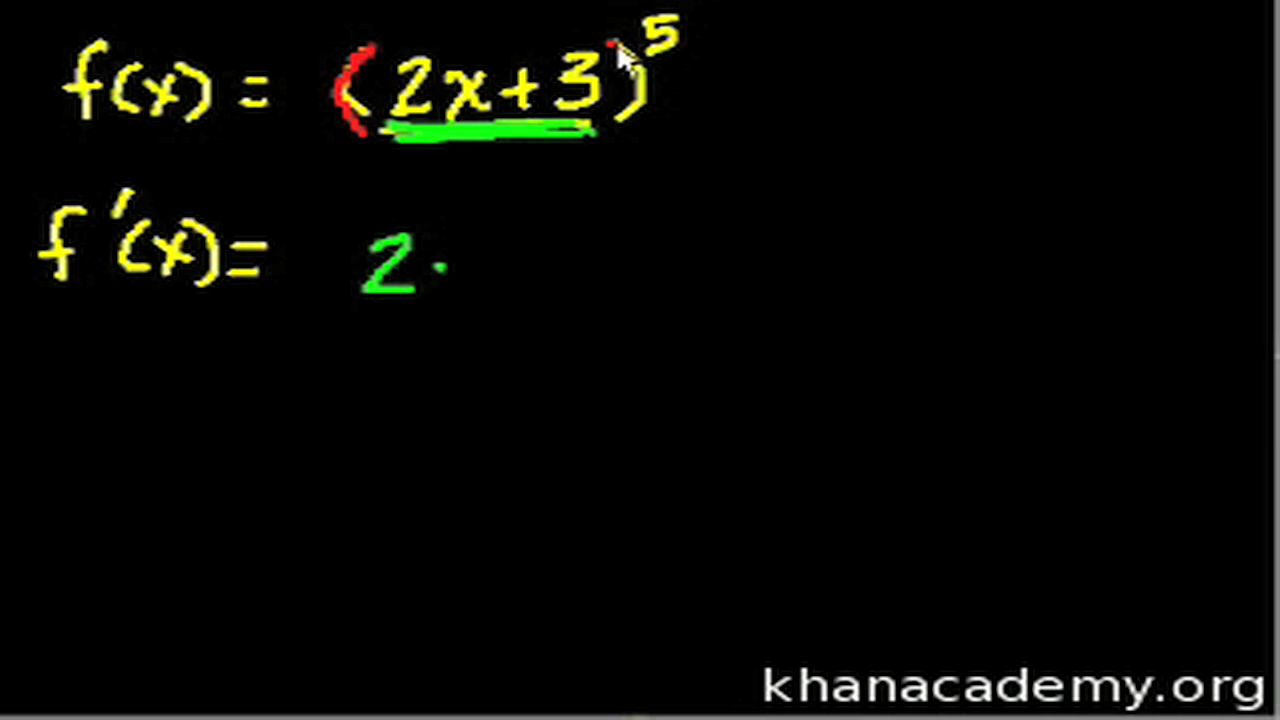 f(x) = (2x+3)⁵
f'(x) = 2·
khanacademy.org